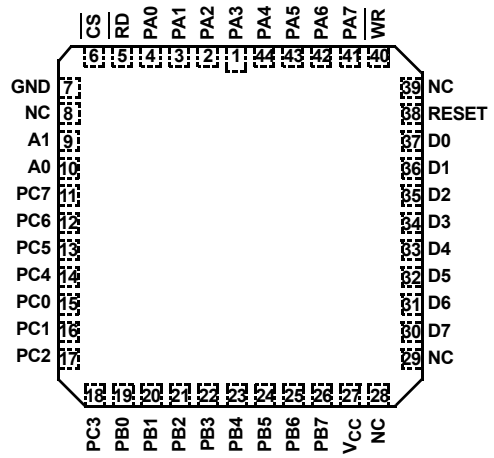 CS RD PA0 PA1 PA2 PA3 PA4 PA5 PA6 PA7 WR
6 5 4 3 2 1 44 43 42 41 40
GND 7 39 NC
NC 8 38 RESET
A1 9 37 D0
A0 10 36 D1
PC7 11 35 D2
PC6 12 34 D3
PC5 13 33 D4
PC4 14 32 D5
PC0 15 31 D6
PC1 16 30 D7
PC2 17 29 NC
18 19 20 21 22 23 24 25 26 27 28
PC3 PB0 PB1 PB2 PB3 PB4 PB5 PB6 PB7 VCC NC